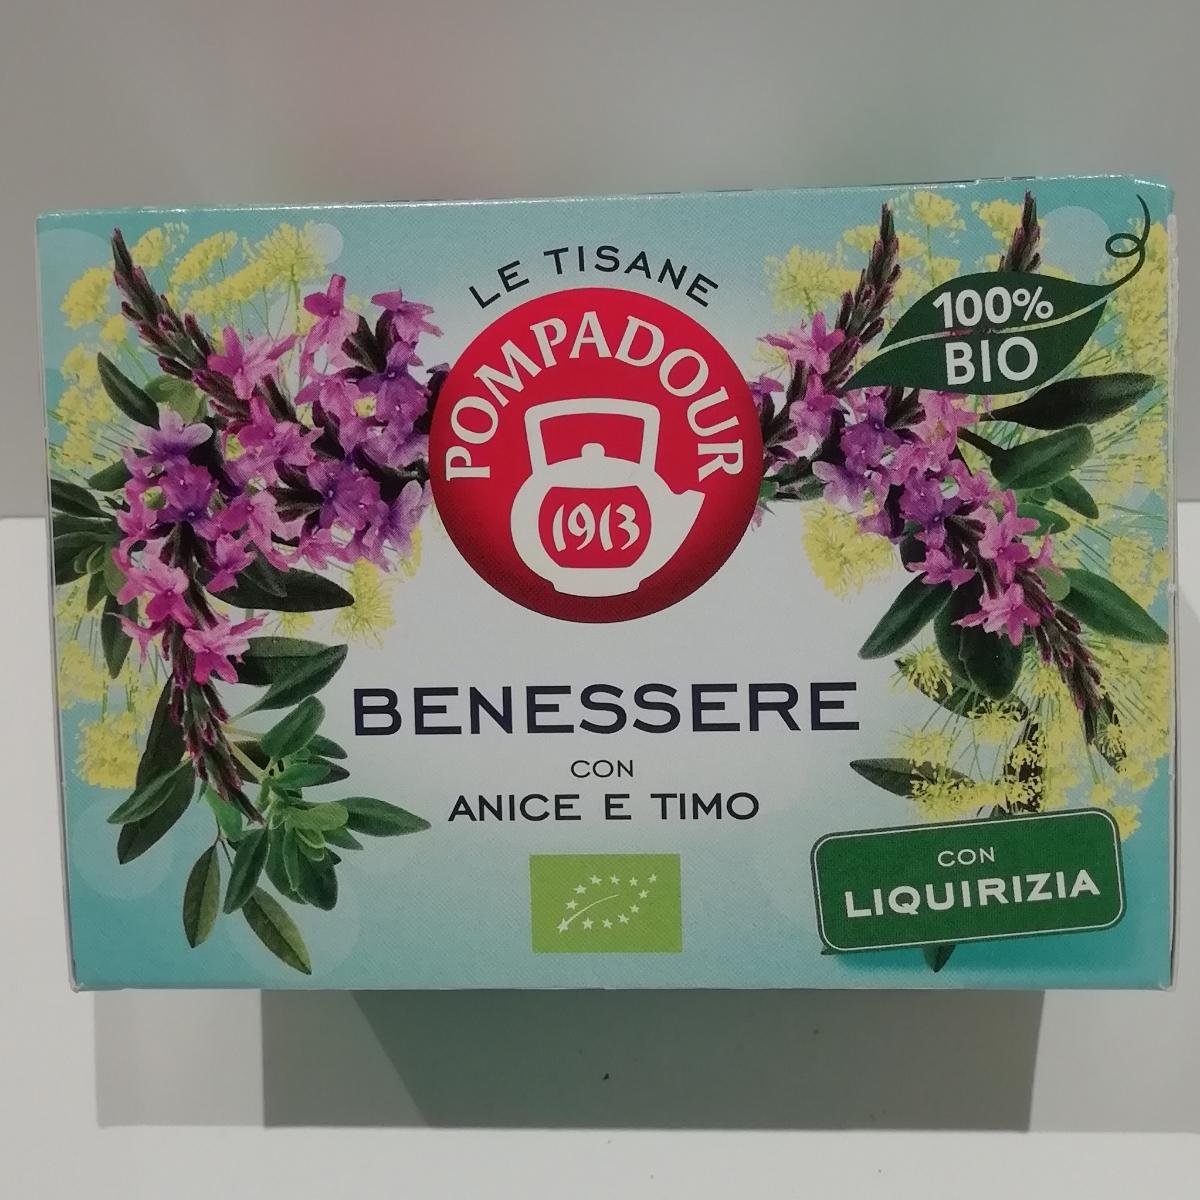 LE TISANE
POMPADOUR
1913
100%
BIO
BENESSERE
CON
ANICE E TIMO
CON
LIQUIRIZIA